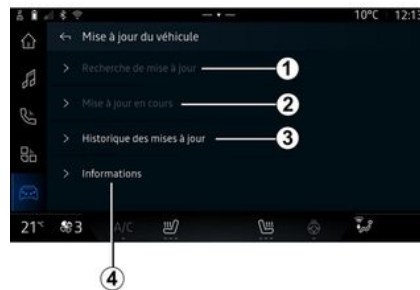 10°C 12:13
Mise à jour du véhicule
Recherche de mise à jour 1
Mise à jour en cours 2
Historique des mises à jour 3
Informations
21°c 3 A/C
4